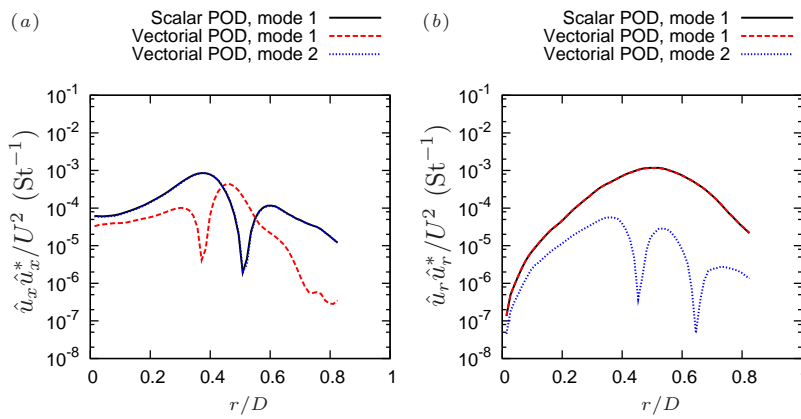 (a)
Scalar POD, mode 1
Vectorial POD, mode 1
Vectorial POD, mode 2
10^-1
10^-2
10^-3
10^-4
10^-5
10^-6
10^-7
10^-8
û_x û_x^*/U^2 (St^-1)
0 0.2 0.4 0.6 0.8 1
r/D
(b)
Scalar POD, mode 1
Vectorial POD, mode 1
Vectorial POD, mode 2
10^-1
10^-2
10^-3
10^-4
10^-5
10^-6
10^-7
10^-8
û_r û_r^*/U^2 (St^-1)
0 0.2 0.4 0.6 0.8 1
r/D